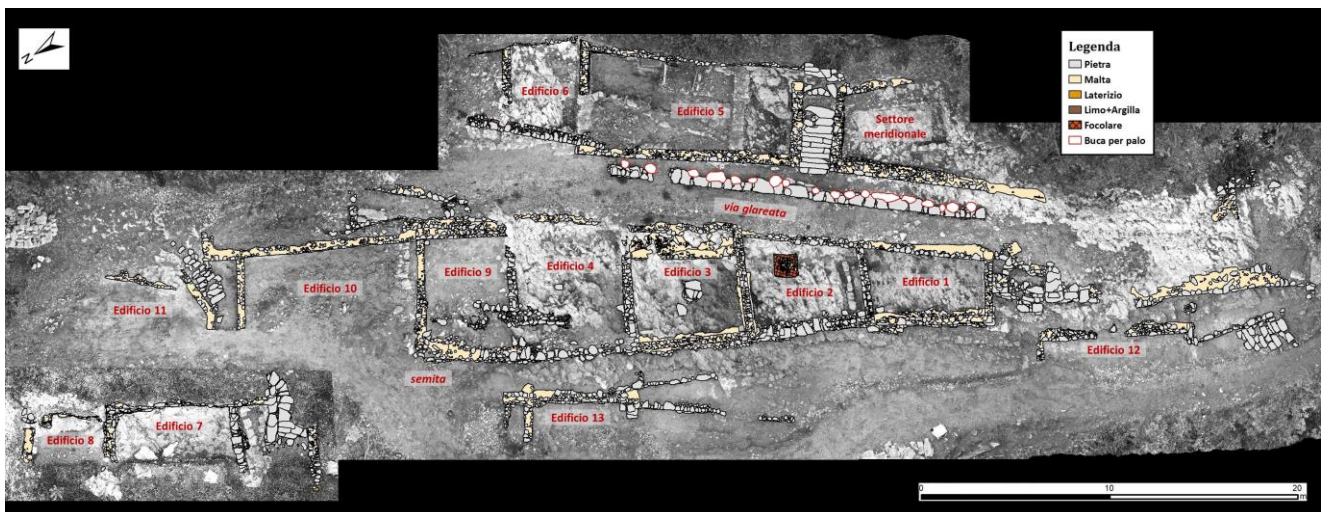 N
Legenda
Pietra
Malta
Laterizio
Limo+Argilla
Focolare
Buca per palo
Edificio 6
Edificio 5
Settore
meridionale
via glareata
Edificio 9
Edificio 4
Edificio 3
Edificio 2
Edificio 1
Edificio 10
Edificio 11
Edificio 12
semita
Edificio 13
Edificio 8
Edificio 7
0
10
20
m